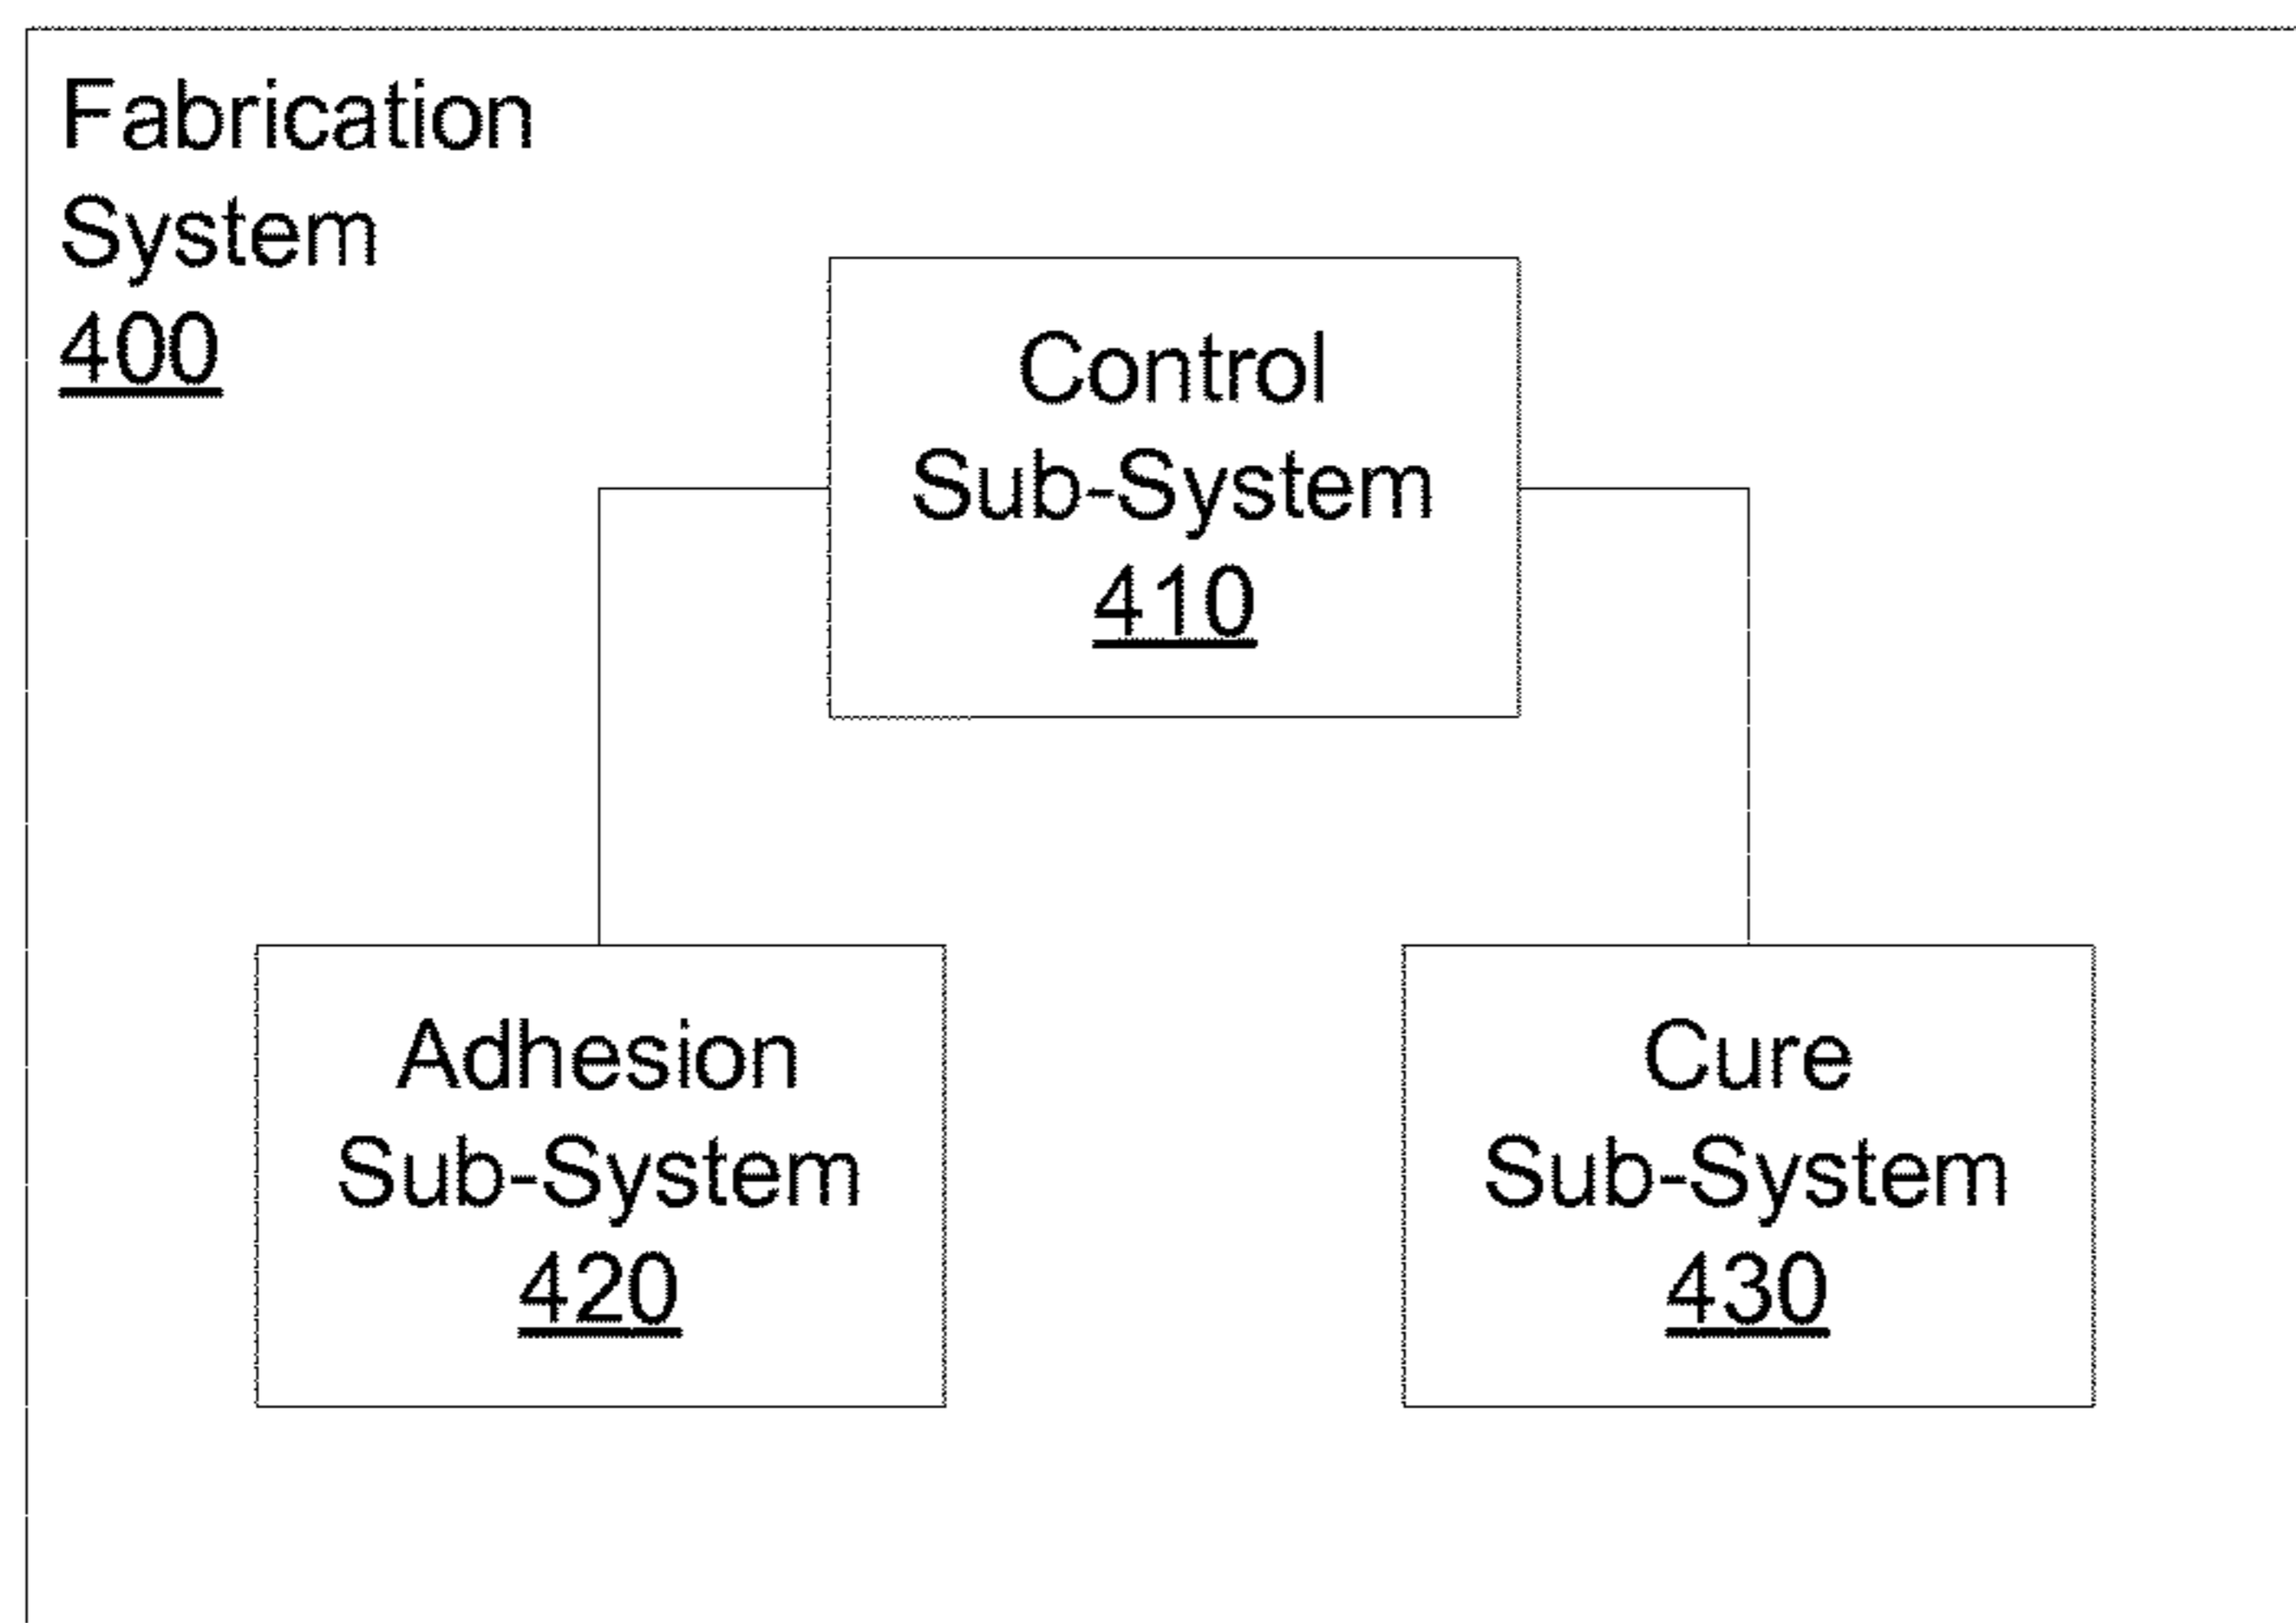 Fabrication
System
400
Control
Sub-System
410
Adhesion
Sub-System
420
Cure
Sub-System
430